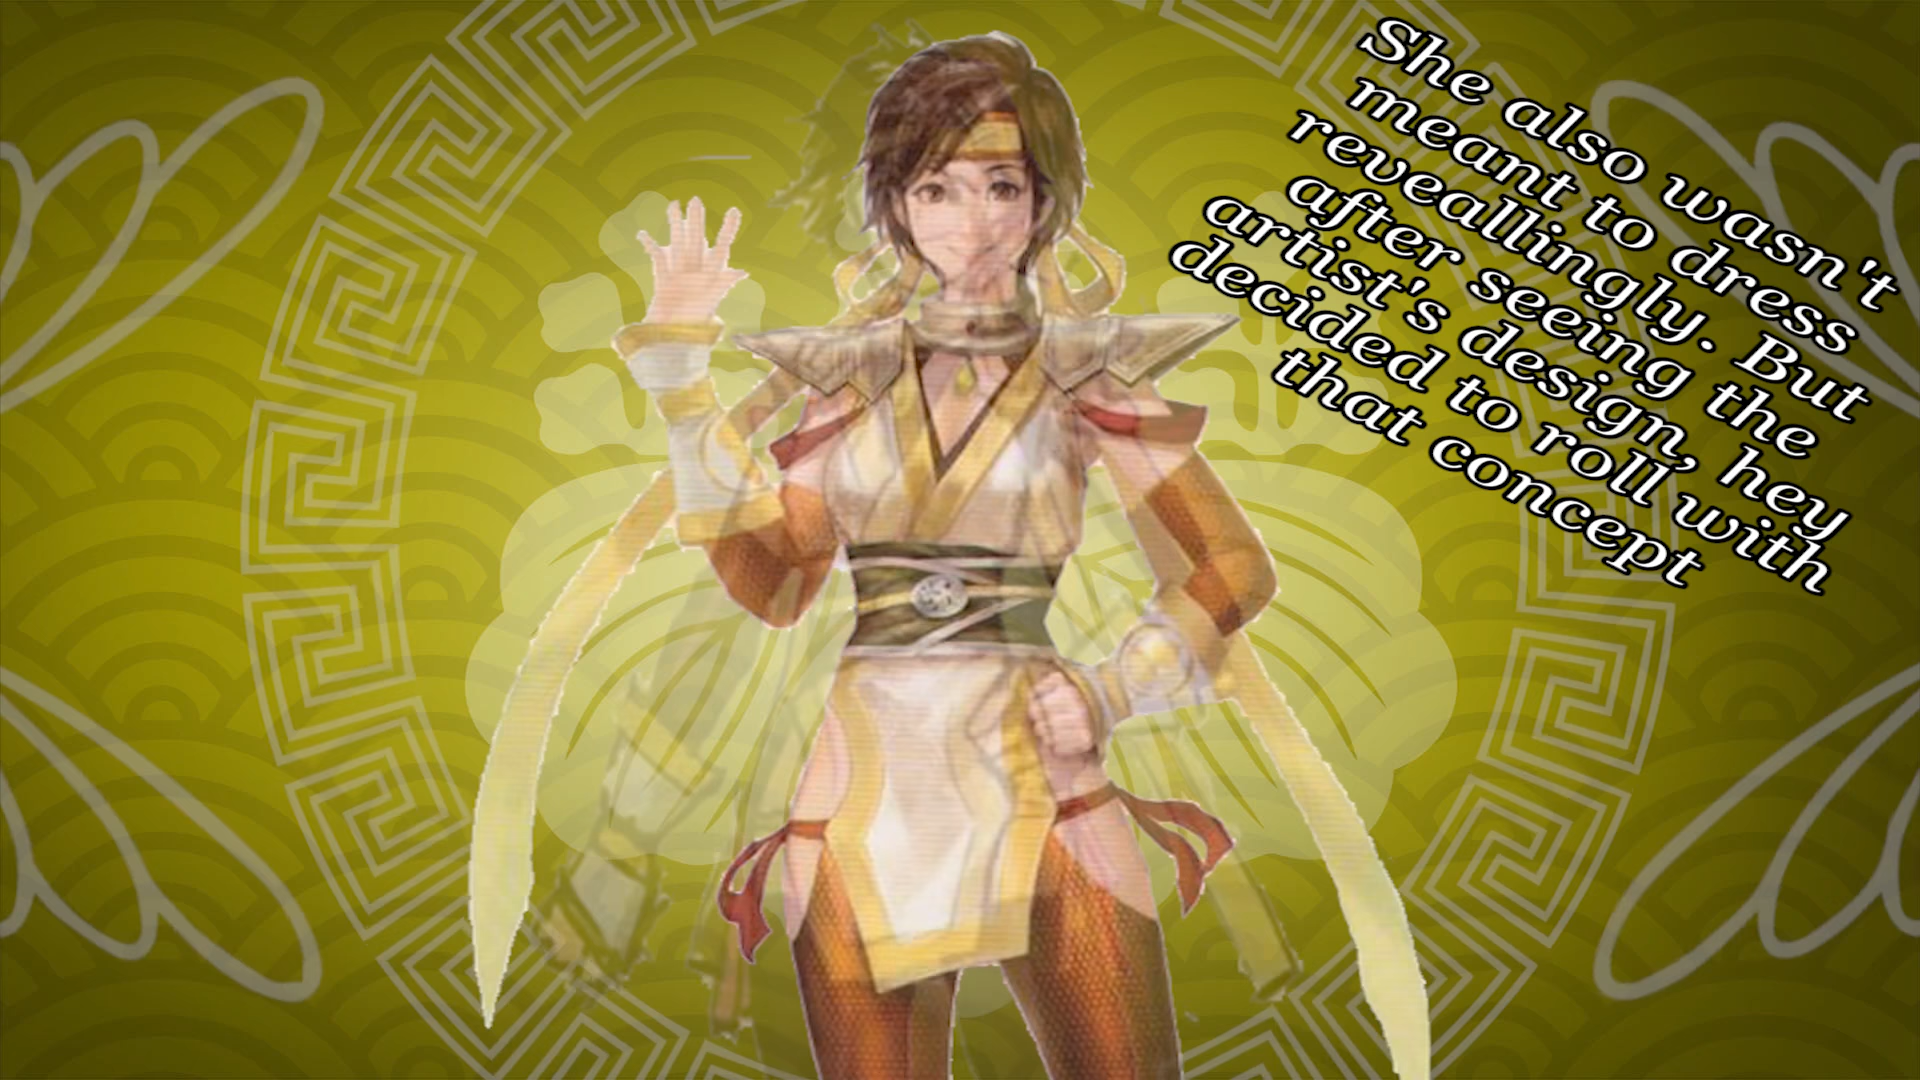 She also wasn't
meant to dress
reveallingly. But
after seeing the
artist's design, hey
decided to roll with
that concept